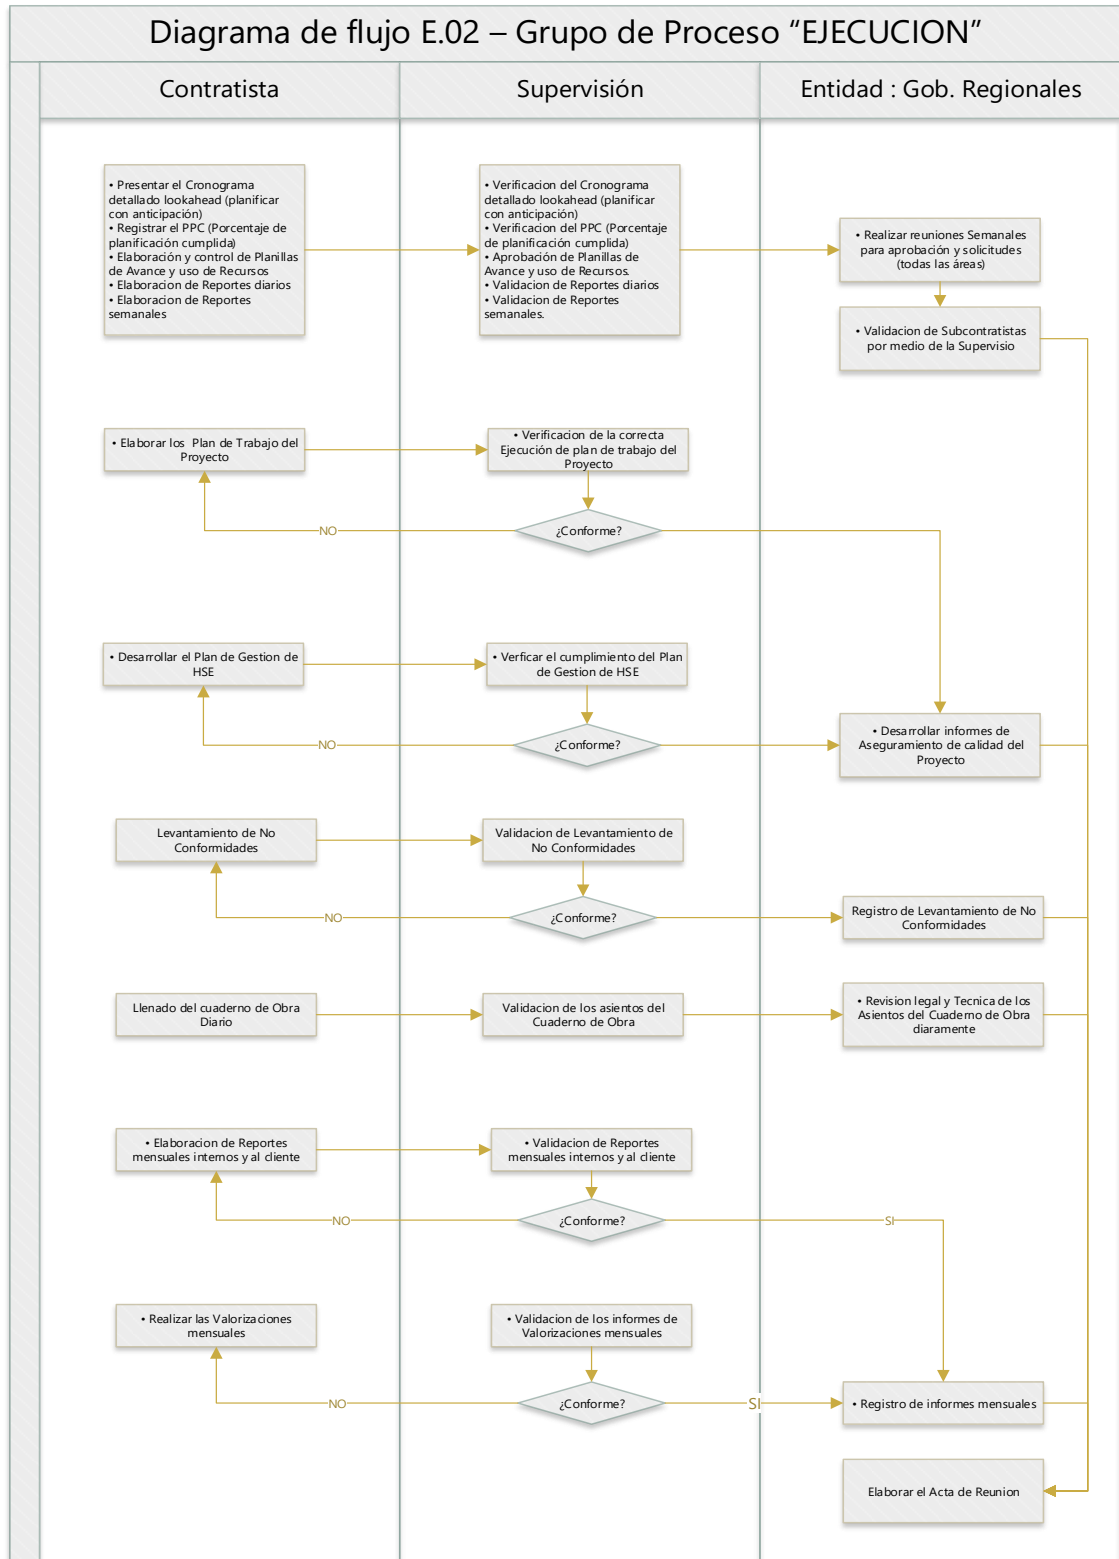 Diagrama de flujo E.02 – Grupo de Proceso “EJECUCION”
Contratista
Supervisión
Entidad : Gob. Regionales
• Presentar el Cronograma
detallado lookahead (planificar
con anticipación)
• Registrar el PPC (Porcentaje de
planificación cumplida)
• Elaboración y control de Planillas
de Avance y uso de Recursos
• Elaboracion de Reportes diarios
• Elaboracion de Reportes
semanales
• Verificacion del Cronograma
detallado lookahead (planificar
con anticipación)
• Verificacion del PPC (Porcentaje
de planificación cumplida)
• Aprobación de Planillas de
Avance y uso de Recursos.
• Validacion de Reportes diarios
• Validacion de Reportes
semanales.
• Realizar reuniones Semanales
para aprobación y solicitudes
(todas las áreas)
• Validacion de Subcontratistas
por medio de la Supervisio
• Elaborar los Plan de Trabajo del
Proyecto
• Verificacion de la correcta
Ejecución de plan de trabajo del
Proyecto
NO
¿Conforme?
• Desarrollar el Plan de Gestion de
HSE
• Verficar el cumplimiento del Plan
de Gestion de HSE
NO
¿Conforme?
• Desarrollar informes de
Aseguramiento de calidad del
Proyecto
Levantamiento de No
Conformidades
Validacion de Levantamiento de
No Conformidades
NO
¿Conforme?
Registro de Levantamiento de No
Conformidades
Llenado del cuaderno de Obra
Diario
Validacion de los asientos del
Cuaderno de Obra
• Revision legal y Tecnica de los
Asientos del Cuaderno de Obra
diaramente
• Elaboracion de Reportes
mensuales internos y al cliente
• Validacion de Reportes
mensuales internos y al cliente
NO
¿Conforme?
SI
• Realizar las Valorizaciones
mensuales
• Validacion de los informes de
Valorizaciones mensuales
NO
¿Conforme?
SI
• Registro de informes mensuales
Elaborar el Acta de Reunion